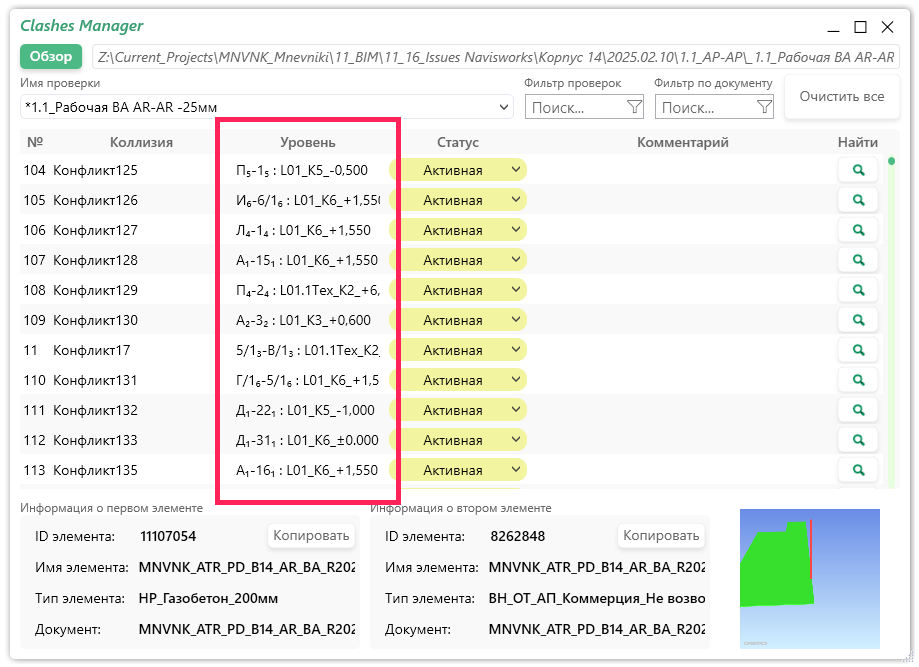 Clashes Manager
Обзор Z:\Current_Projects\MNVNK_Mnevniki\11_BIM\11_16_Issues Navisworks\Корпус 14\2025.02.10\1.1_АР-АР\_1.1_Рабочая ВА AR-AR
Имя проверки Фильтр проверок Фильтр по документу
*1.1_Рабочая ВА AR-AR -25мм Поиск... Поиск... Очистить все
№ Коллизия Уровень Статус Комментарий Найти
104 Конфликт125 П₅-1₅ : L01_K5_-0,500 Активная
105 Конфликт126 И₆-6/1₆ : L01_K6_+1,550 Активная
106 Конфликт127 Л₄-1₄ : L01_K6_+1,550 Активная
107 Конфликт128 А₁-15₁ : L01_K6_+1,550 Активная
108 Конфликт129 П₄-2₄ : L01.1Тех_K2_+6, Активная
109 Конфликт130 А₂-3₂ : L01_K3_+0,600 Активная
11 Конфликт17 5/1₃-В/1₃ : L01.1Тех_K2_ Активная
110 Конфликт131 Г/1₆-5/1₆ : L01_K6_+1,5 Активная
111 Конфликт132 Д₁-22₁ : L01_K5_-1,000 Активная
112 Конфликт133 Д₁-31₁ : L01_K6_±0.000 Активная
113 Конфликт135 А₁-16₁ : L01_K6_+1,550 Активная
Информация о первом элементе Информация о втором элементе
ID элемента: 11107054 Копировать ID элемента: 8262848 Копировать
Имя элемента: MNVNK_ATR_PD_B14_AR_BA_R202 Имя элемента: MNVNK_ATR_PD_B14_AR_BA_R202
Тип элемента: НР_Газобетон_200мм Тип элемента: ВН_ОТ_АП_Коммерция_Не возво
Документ: MNVNK_ATR_PD_B14_AR_BA_R202 Документ: MNVNK_ATR_PD_B14_AR_BA_R202